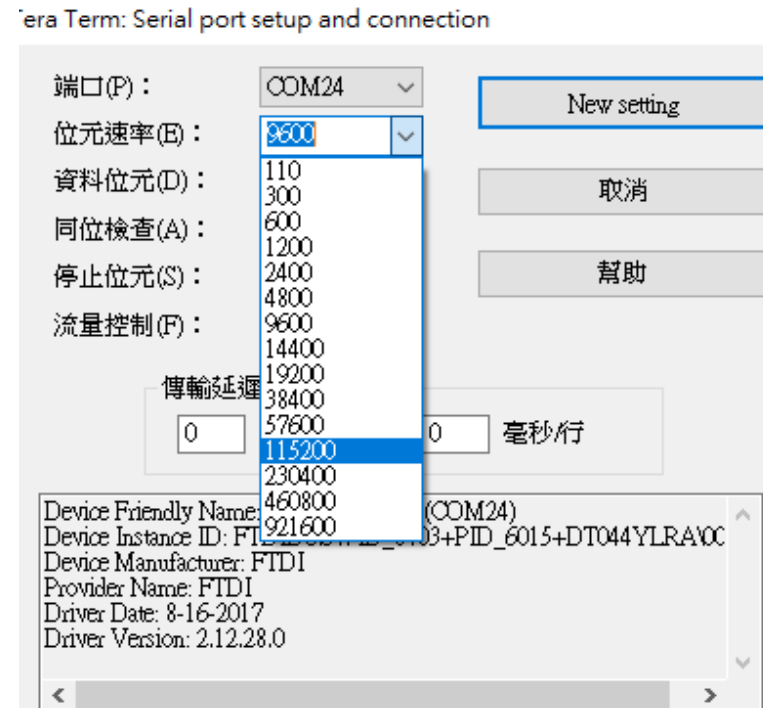 era Term: Serial port setup and connection
端口(P)： COM24 New setting
位元速率(E)： 9600
資料位元(D)： 取消
同位檢查(A)：
停止位元(S)： 幫助
流量控制(F)：
110
300
600
1200
2400
4800
9600
14400
19200
38400
57600
115200
230400
460800
921600
傳輸延遲
0 0 毫秒/行
Device Friendly Name: (COM24)
Device Instance ID: +PID_6015+DT044YLRA\00
Device Manufacturer: FTDI
Provider Name: FTDI
Driver Date: 8-16-2017
Driver Version: 2.12.28.0